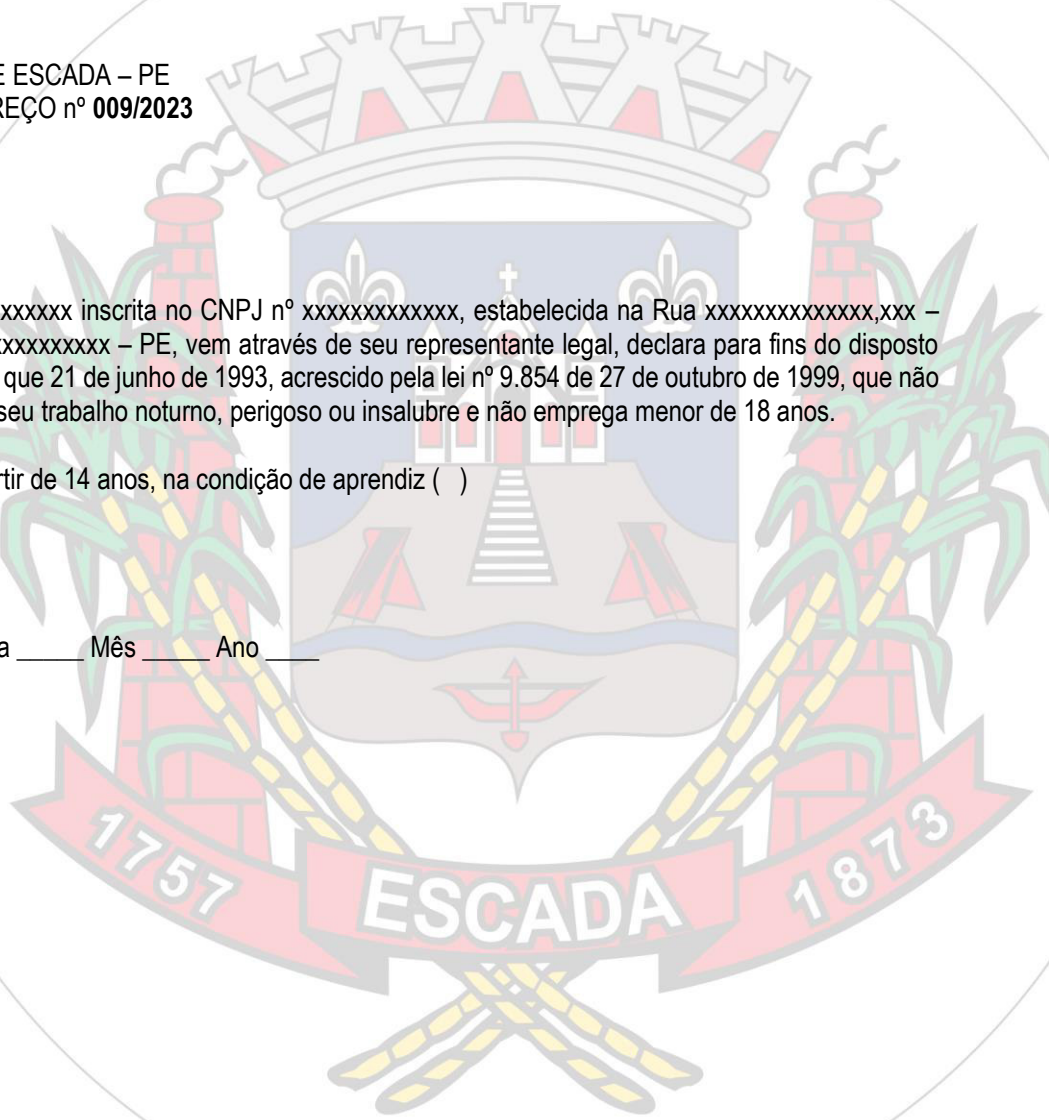 E ESCADA – PE
REÇO nº 009/2023
xxxxxx inscrita no CNPJ nº xxxxxxxxxxxxx, estabelecida na Rua xxxxxxxxxxxxxx,xxx –
xxxxxxxxxx – PE, vem através de seu representante legal, declara para fins do disposto
que 21 de junho de 1993, acrescido pela lei nº 9.854 de 27 de outubro de 1999, que não
seu trabalho noturno, perigoso ou insalubre e não emprega menor de 18 anos.
rtir de 14 anos, na condição de aprendiz ( )
a _____ Mês _____ Ano ____
1757 ESCADA 1873